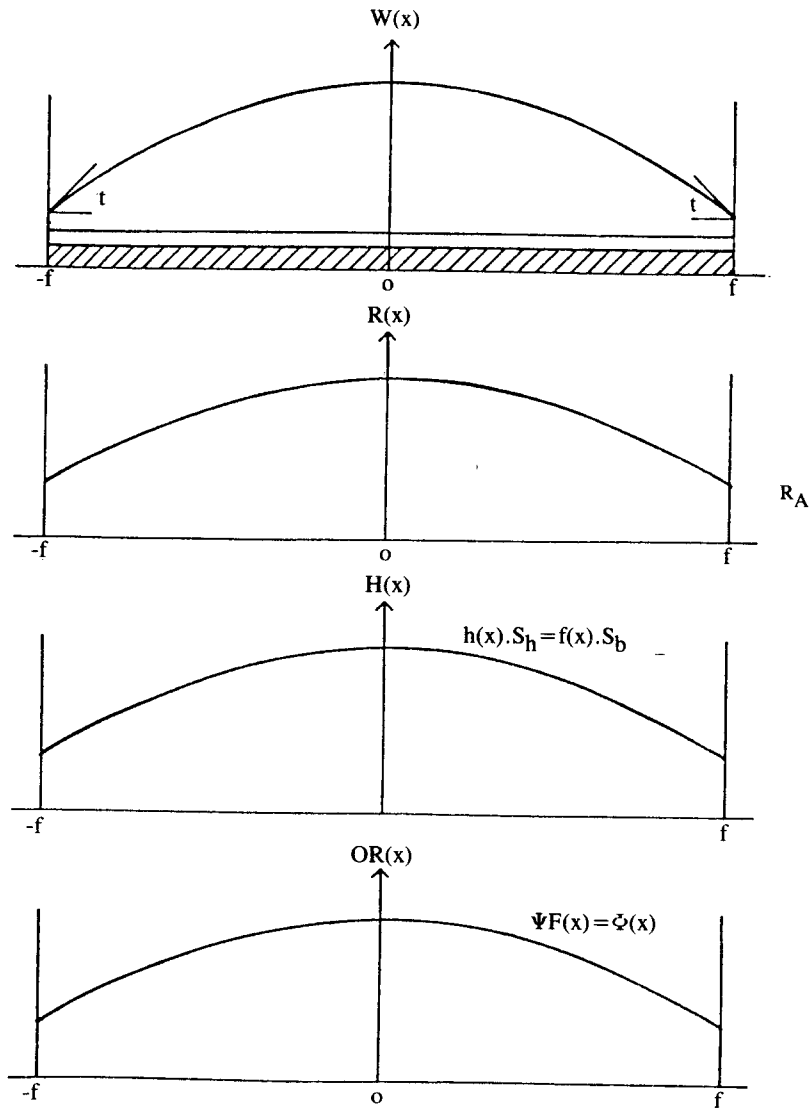 W(x)
t t
-f o f
R(x)
R_A
-f o f
H(x)
h(x).S_h=f(x).S_b
-f o f
OR(x)
ΨF(x)=Φ(x)
-f o f